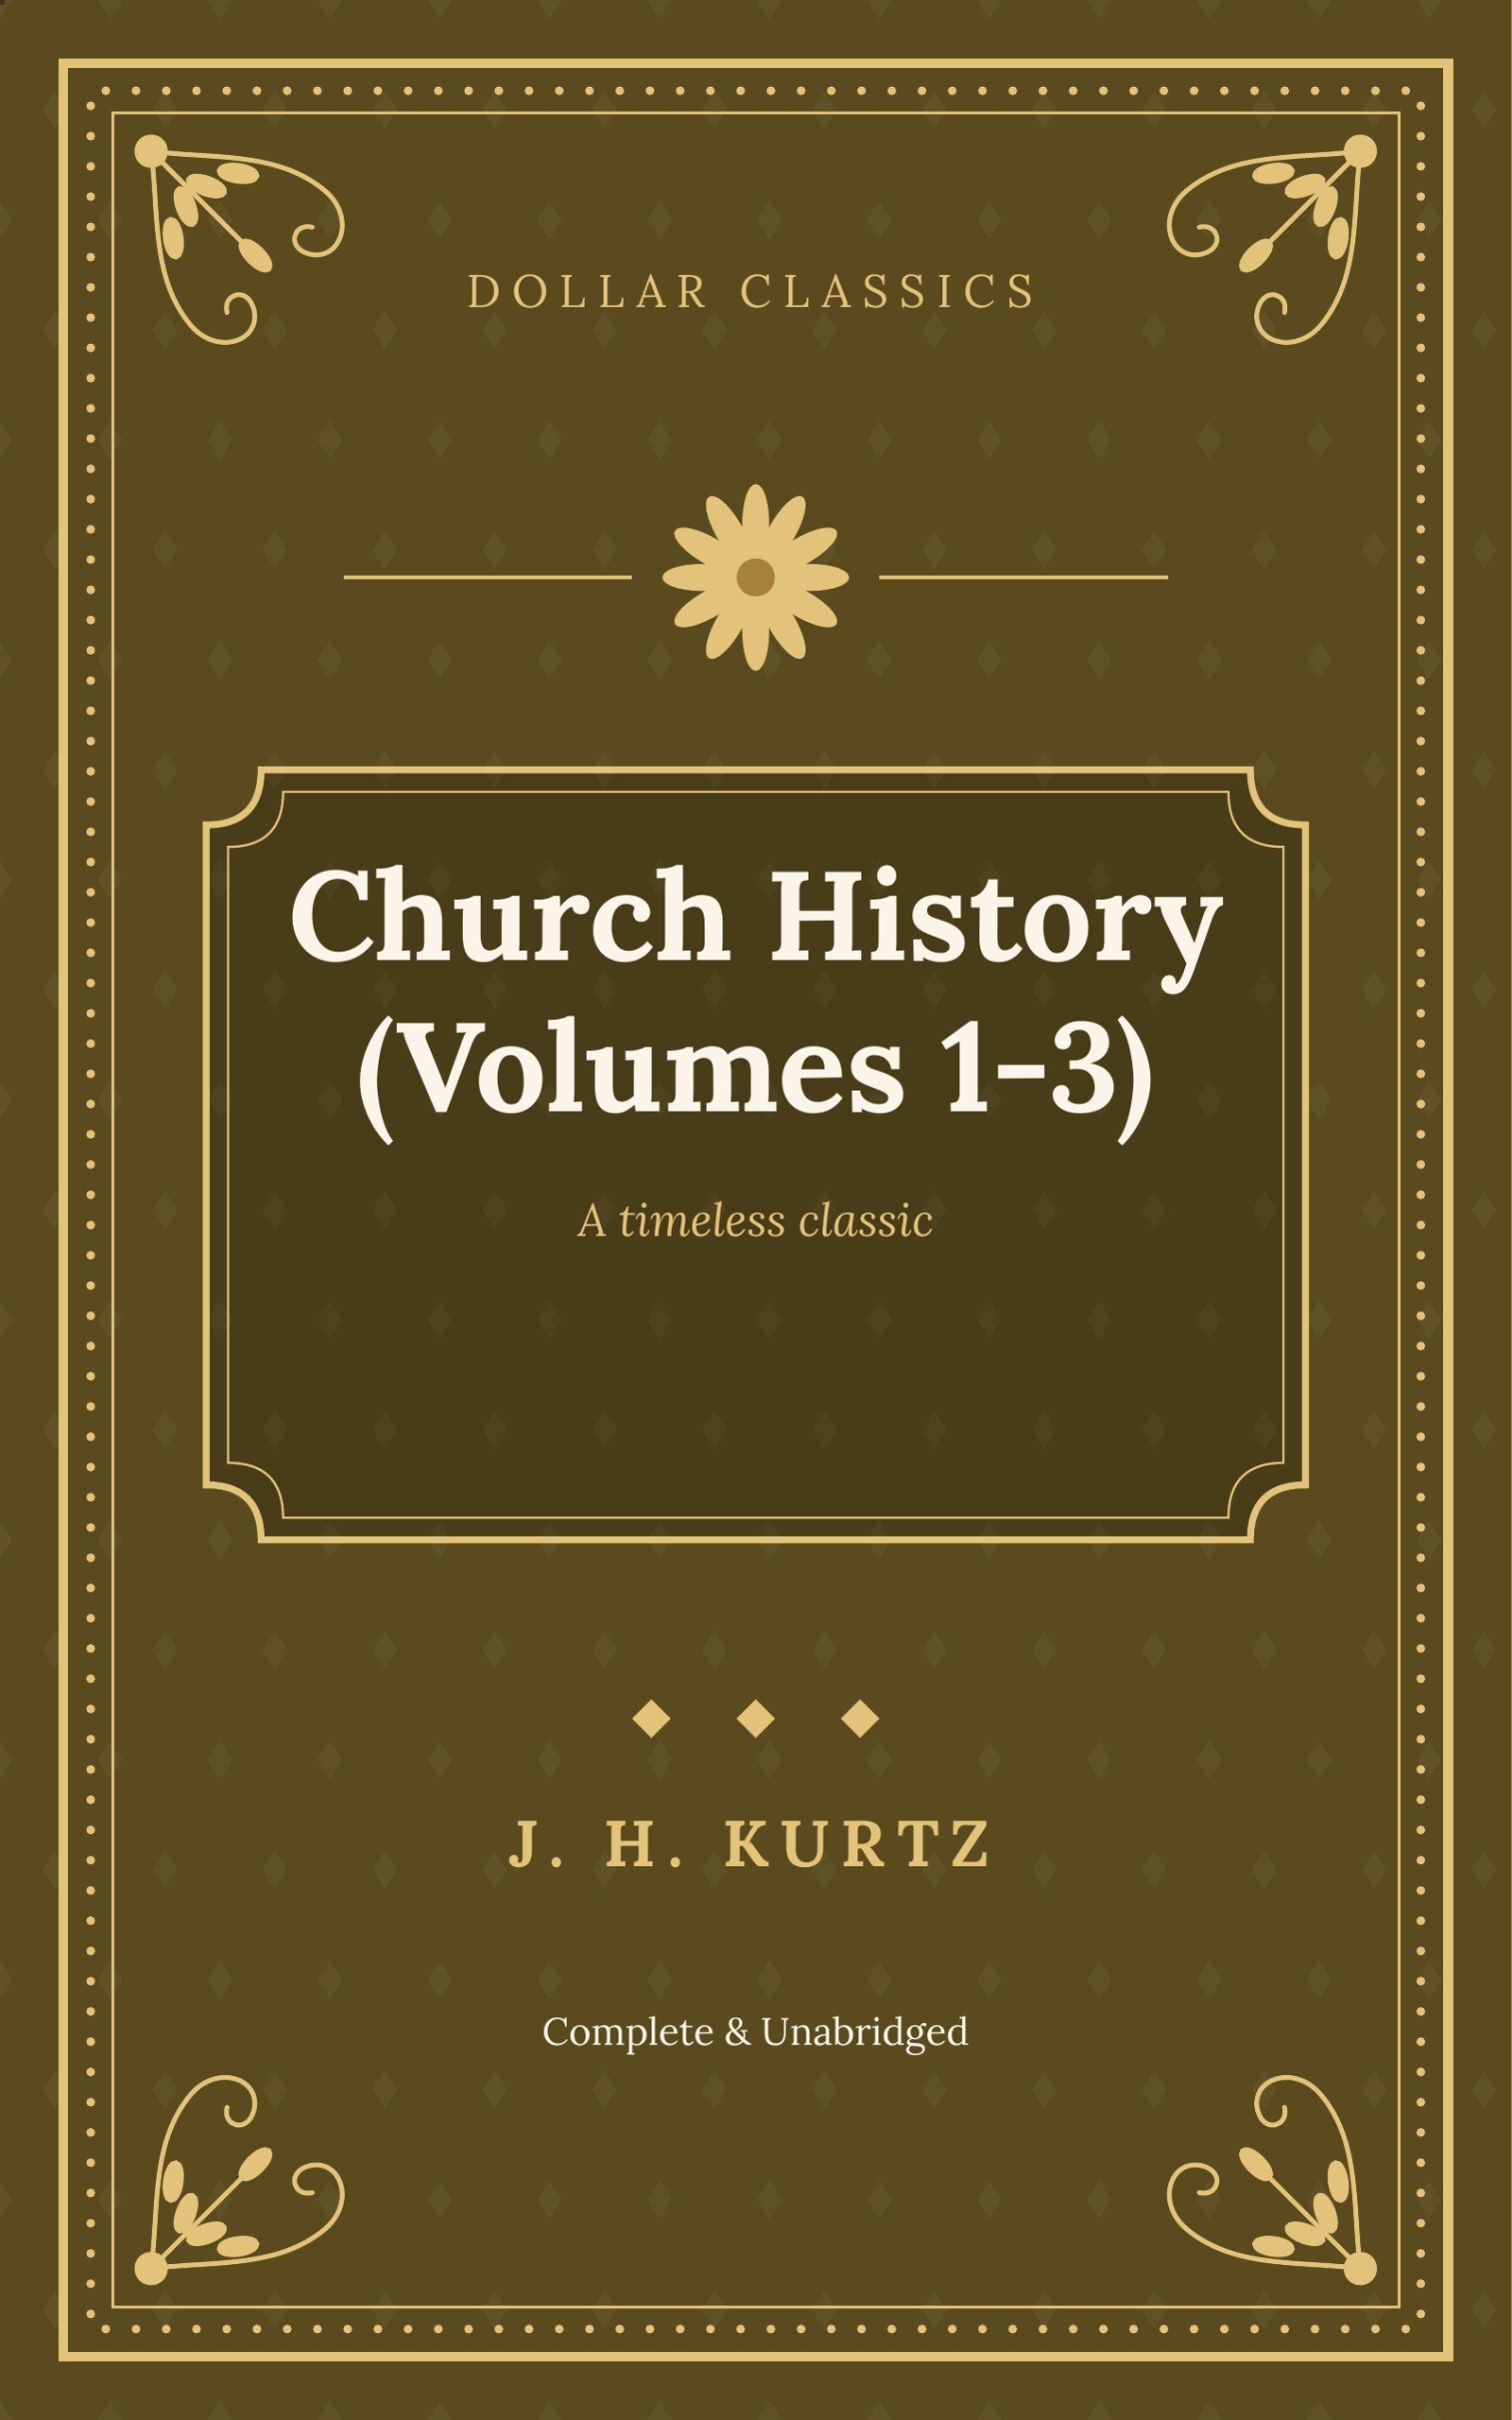 DOLLAR CLASSICS
Church History
(Volumes 1-3)
A timeless classic
J. H. KURTZ
Complete & Unabridged